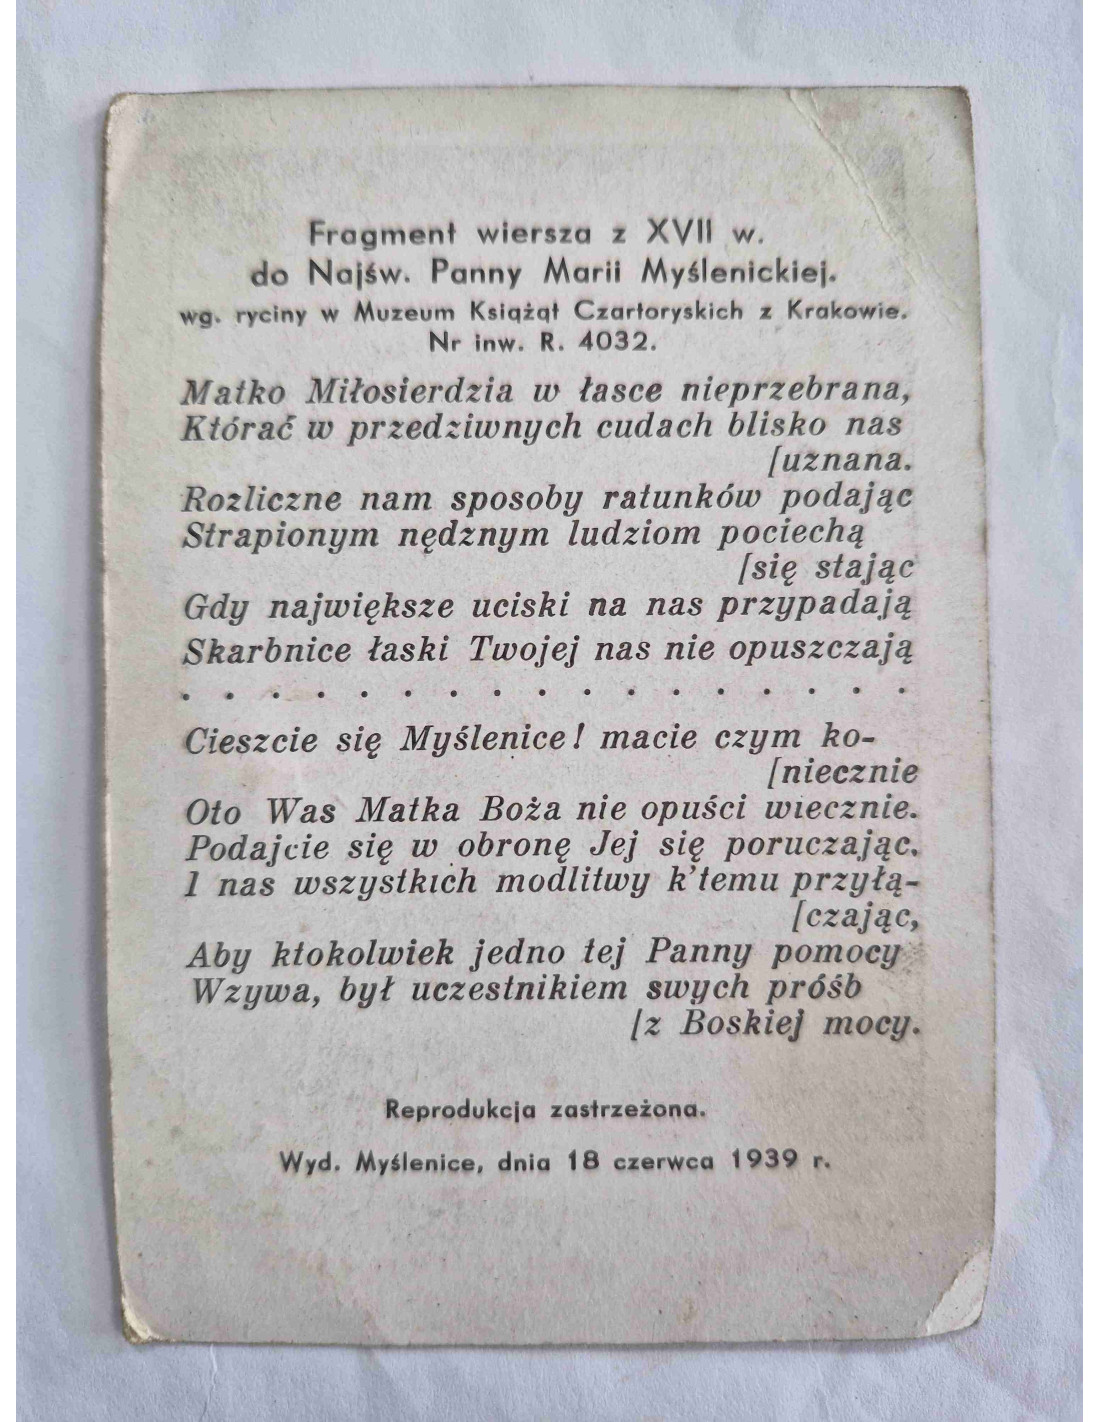 Fragment wiersza z XVII w.
do Najśw. Panny Marii Myślenickiej.
wg. ryciny w Muzeum Książąt Czartoryskich z Krakowie.
Nr inw. R. 4032.
Matko Miłosierdzia w łasce nieprzebrana,
Którać w przedziwnych cudach blisko nas
[uznana.
Rozliczne nam sposoby ratunków podając
Strapionym nędznym ludziom pociechą
[się stając
Gdy największe uciski na nas przypadają
Skarbnice łaski Twojej nas nie opuszczają
. . . . . . . . . . . . . . . . .
Cieszcie się Myślenice! macie czym ko-
[niecznie
Oto Was Matka Boża nie opuści wiecznie.
Podajcie się w obronę Jej się poruczając.
I nas wszystkich modlitwy k'temu przyłą-
[czając,
Aby ktokolwiek jedno tej Panny pomocy
Wzywa, był uczestnikiem swych próśb
[z Boskiej mocy.
Reprodukcja zastrzeżona.
Wyd. Myślenice, dnia 18 czerwca 1939 r.